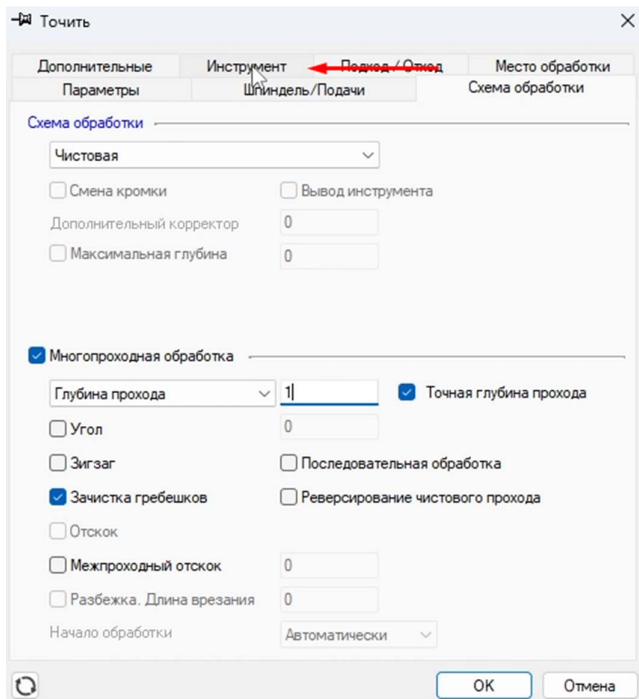 Точить
Дополнительные Инструмент Подход / Отход Место обработки
Параметры Шпиндель/Подачи Схема обработки
Схема обработки
Чистовая
Смена кромки Вывод инструмента
Дополнительный корректор 0
Максимальная глубина 0
Многопроходная обработка
Глубина прохода 1 Точная глубина прохода
Угол 0
Зигзаг Последовательная обработка
Зачистка гребешков Реверсирование чистового прохода
Отскок
Межпроходный отскок 0
Разбежка. Длина врезания 0
Начало обработки Автоматически
OK Отмена